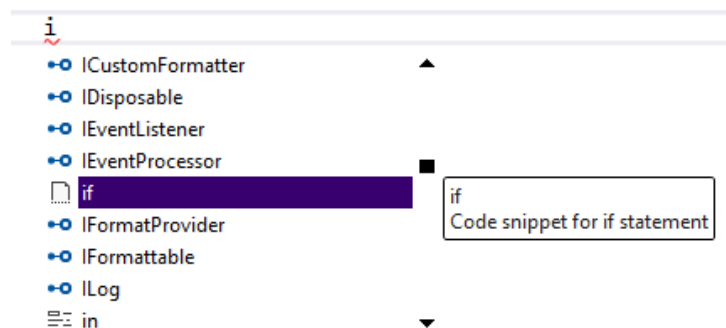 i
ICustomFormatter
IDisposable
IEventListener
IEventProcessor
if
IFormatProvider
IFormattable
ILog
in
if
Code snippet for if statement